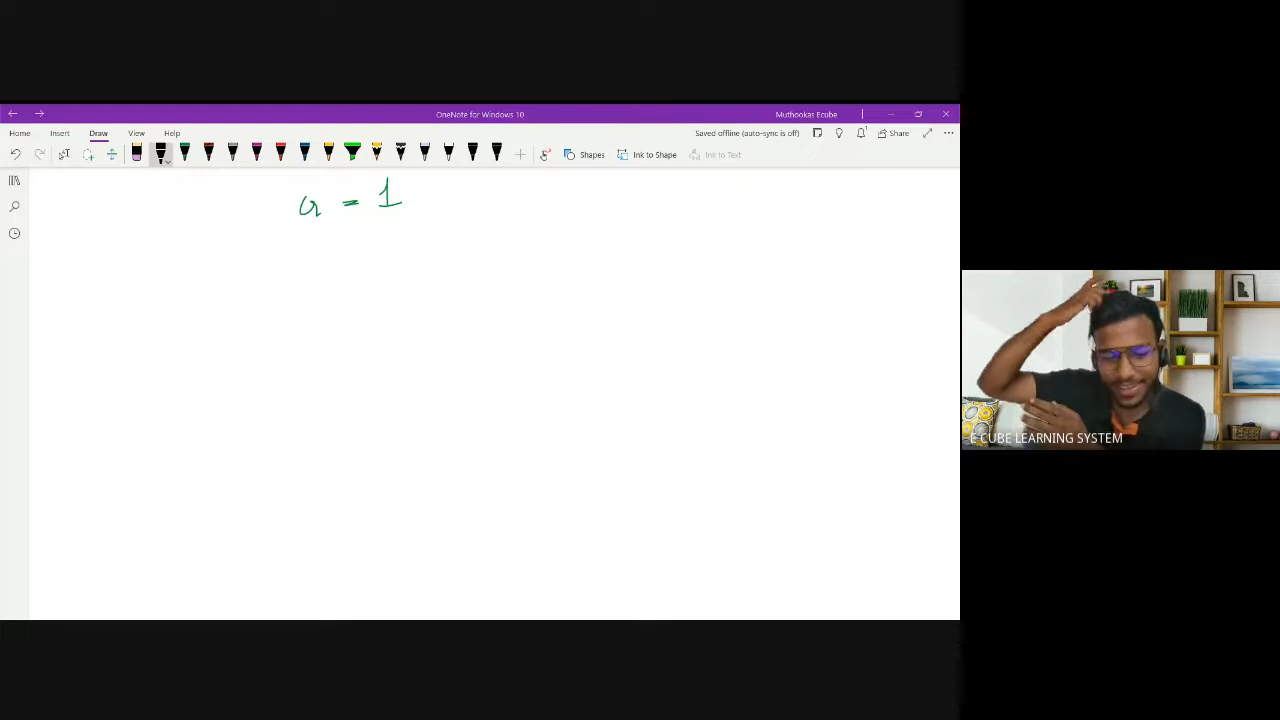 OneNote for Windows 10
Muthookas Ecube
Home Insert Draw View Help
Saved offline (auto-sync is off)
Share
Shapes
Ink to Shape
Ink to Text
a = 1
E CUBE LEARNING SYSTEM